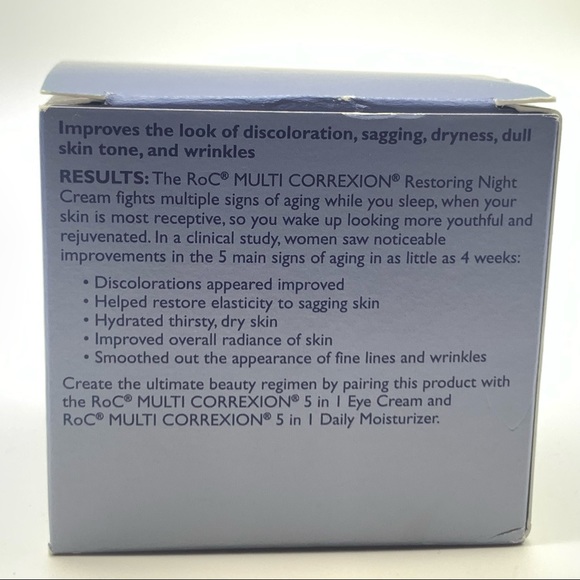 Improves the look of discoloration, sagging, dryness, dull
skin tone, and wrinkles
RESULTS: The RoC® MULTI CORREXION® Restoring Night
Cream fights multiple signs of aging while you sleep, when your
skin is most receptive, so you wake up looking more youthful and
rejuvenated. In a clinical study, women saw noticeable
improvements in the 5 main signs of aging in as little as 4 weeks:
• Discolorations appeared improved
• Helped restore elasticity to sagging skin
• Hydrated thirsty, dry skin
• Improved overall radiance of skin
• Smoothed out the appearance of fine lines and wrinkles
Create the ultimate beauty regimen by pairing this product with
the RoC® MULTI CORREXION® 5 in 1 Eye Cream and
RoC® MULTI CORREXION® 5 in 1 Daily Moisturizer.